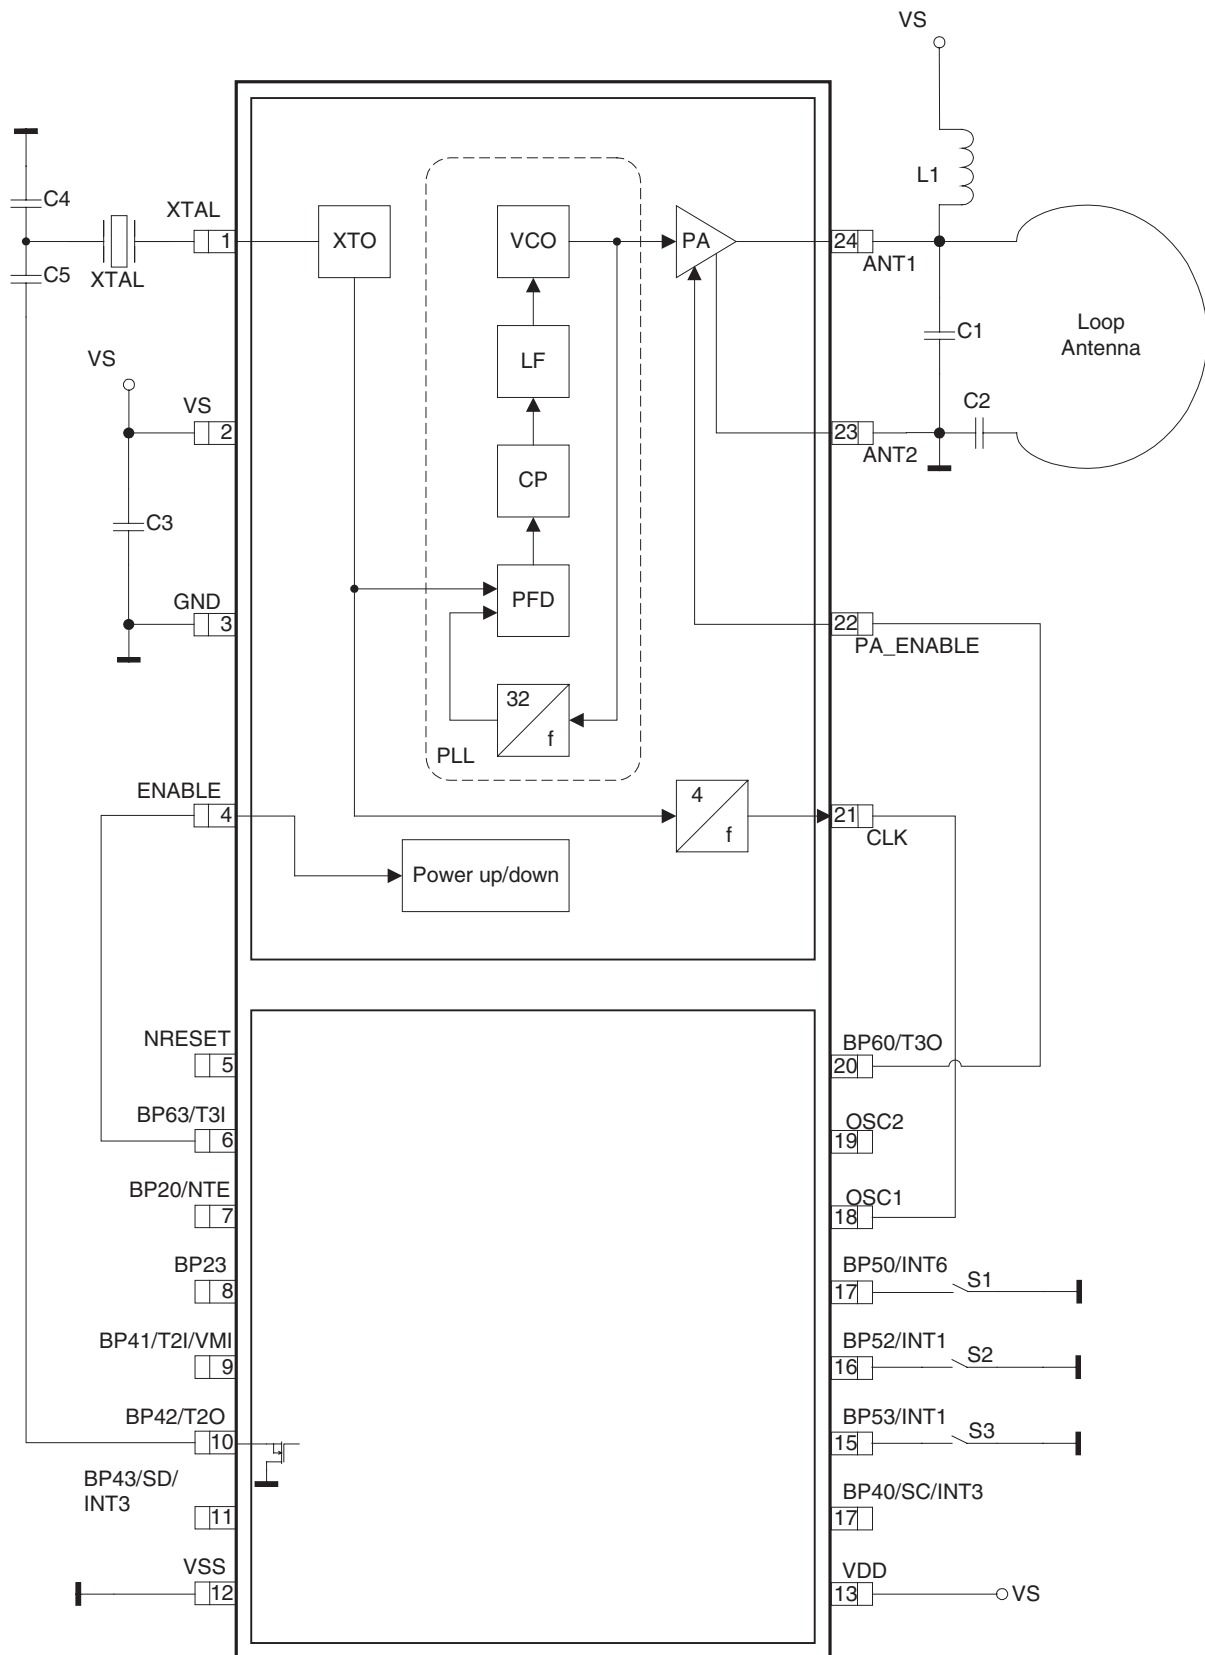 VS
L1
C4
XTAL
1
XTO
VCO
PA
24
ANT1
C5
XTAL
LF
C1
Loop
Antenna
VS
VS
2
C2
23
ANT2
CP
C3
GND
3
PFD
22
PA_ENABLE
32
f
PLL
ENABLE
4
4
f
21
CLK
Power up/down
NRESET
5
BP60/T3O
20
BP63/T3I
6
OSC2
19
BP20/NTE
7
OSC1
18
BP23
8
BP50/INT6
17
S1
BP41/T2I/VMI
9
BP52/INT1
16
S2
BP42/T2O
10
BP53/INT1
15
S3
BP43/SD/
INT3
11
BP40/SC/INT3
17
VSS
12
VDD
13
VS